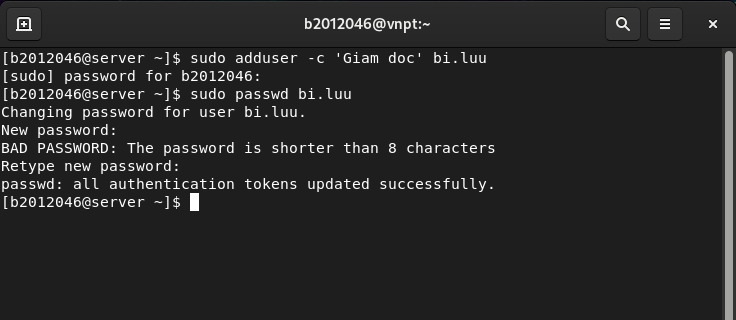 b2012046@vnpt:~
[b2012046@server ~]$ sudo adduser -c 'Giam doc' bi.luu
[sudo] password for b2012046:
[b2012046@server ~]$ sudo passwd bi.luu
Changing password for user bi.luu.
New password:
BAD PASSWORD: The password is shorter than 8 characters
Retype new password:
passwd: all authentication tokens updated successfully.
[b2012046@server ~]$